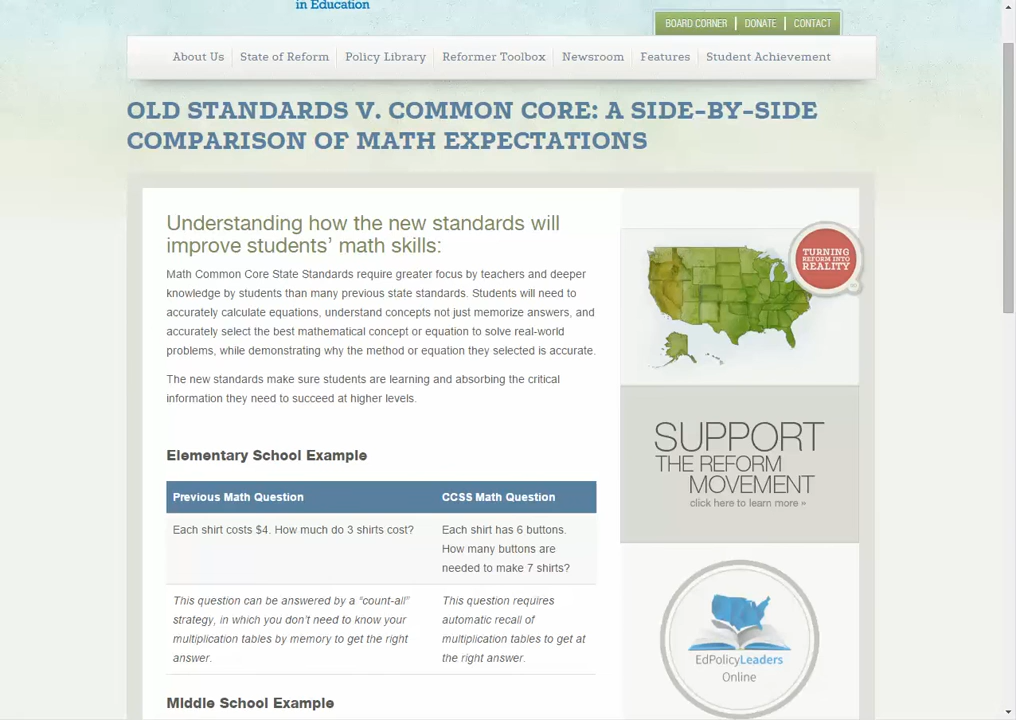 in Education
BOARD CORNER | DONATE | CONTACT
About Us State of Reform Policy Library Reformer Toolbox Newsroom Features Student Achievement
OLD STANDARDS V. COMMON CORE: A SIDE-BY-SIDE
COMPARISON OF MATH EXPECTATIONS
Understanding how the new standards will
improve students’ math skills:
Math Common Core State Standards require greater focus by teachers and deeper
knowledge by students than many previous state standards. Students will need to
accurately calculate equations, understand concepts not just memorize answers, and
accurately select the best mathematical concept or equation to solve real-world
problems, while demonstrating why the method or equation they selected is accurate.
The new standards make sure students are learning and absorbing the critical
information they need to succeed at higher levels.
Elementary School Example
Previous Math Question
Each shirt costs $4. How much do 3 shirts cost?
This question can be answered by a “count-all”
strategy, in which you don’t need to know your
multiplication tables by memory to get the right
answer.
CCSS Math Question
Each shirt has 6 buttons.
How many buttons are
needed to make 7 shirts?
This question requires
automatic recall of
multiplication tables to get at
the right answer.
Middle School Example
TURNING
REFORM INTO
REALITY
SUPPORT
THE REFORM
MOVEMENT
click here to learn more »
EdPolicyLeaders
Online